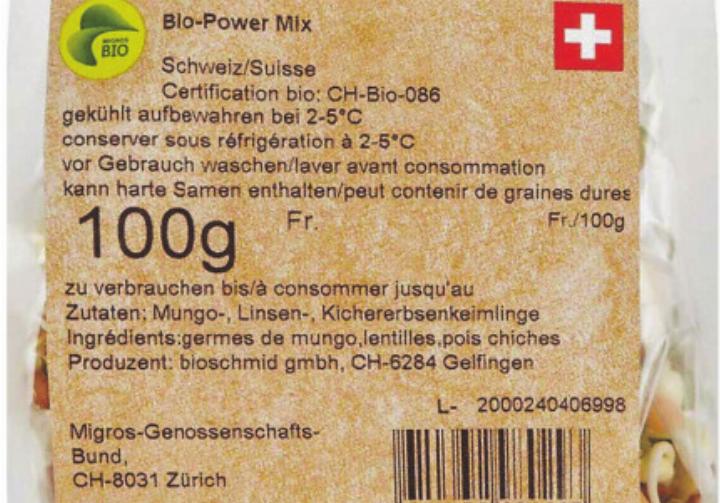 MIGROS
BIO
Bio-Power Mix
Schweiz/Suisse
Certification bio: CH-Bio-086
gekühlt aufbewahren bei 2-5°C
conserver sous réfrigération à 2-5°C
vor Gebrauch waschen/laver avant consommation
kann harte Samen enthalten/peut contenir de graines dures
100g Fr. Fr./100g
zu verbrauchen bis/à consommer jusqu'au
Zutaten: Mungo-, Linsen-, Kichererbsenkeimlinge
Ingrédients:germes de mungo,lentilles,pois chiches
Produzent: bioschmid gmbh, CH-6284 Gelfingen
L- 2000240406998
Migros-Genossenschafts-
Bund,
CH-8031 Zürich